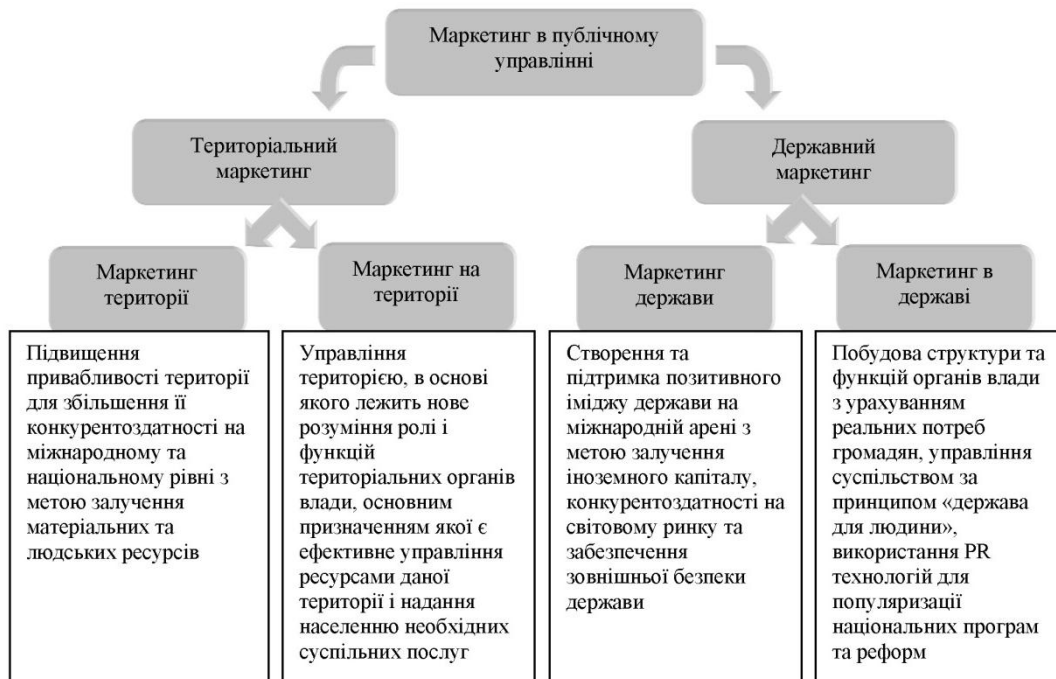 Маркетинг в публічному
управлінні
Територіальний
маркетинг
Державний
маркетинг
Маркетинг
території
Маркетинг на
території
Маркетинг
держави
Маркетинг в
державі
Підвищення
привабливості території
для збільшення її
конкурентоздатності на
міжнародному та
національному рівні з
метою залучення
матеріальних та
людських ресурсів
Управління
територією, в основі
якого лежить нове
розуміння ролі і
функцій
територіальних органів
влади, основним
призначенням якої є
ефективне управління
ресурсами даної
території і надання
населенню необхідних
суспільних послуг
Створення та
підтримка позитивного
іміджу держави на
міжнародній арені з
метою залучення
іноземного капіталу,
конкурентоздатності на
світовому ринку та
забезпечення
зовнішньої безпеки
держави
Побудова структури та
функцій органів влади
з урахуванням
реальних потреб
громадян, управління
суспільством за
принципом «держава
для людини»,
використання PR
технологій для
популяризації
національних програм
та реформ